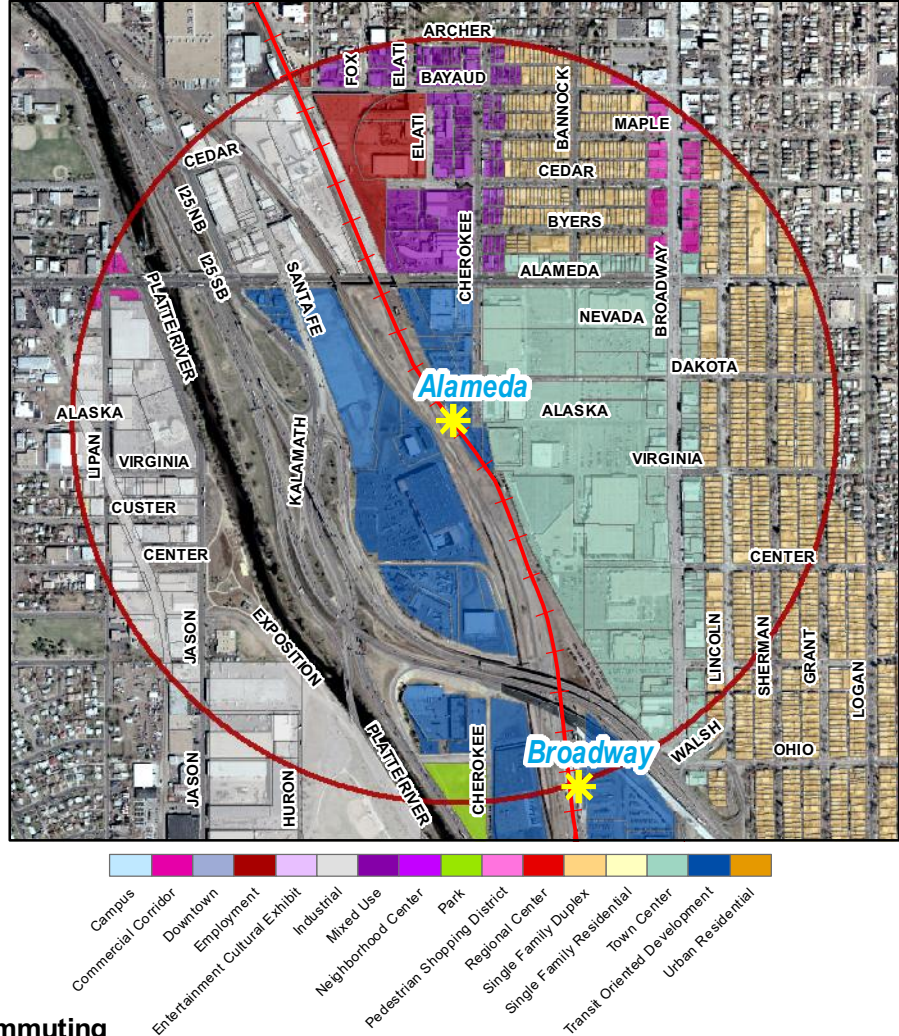 ARCHER
FOX
ELATI
BAYAUD
BANNOCK
MAPLE
ELATI
CEDAR
CEDAR
I25 NB
BYERS
CHEROKEE
ALAMEDA
BROADWAY
I25 SB
SANTA FE
PLATTE RIVER
NEVADA
DAKOTA
Alameda
ALASKA
ALASKA
LIPAN
VIRGINIA
KALAMATH
VIRGINIA
CUSTER
CENTER
CENTER
JASON
EXPOSITION
LINCOLN
SHERMAN
GRANT
LOGAN
PLATTE RIVER
CHEROKEE
Broadway
WALSH
OHIO
JASON
HURON
Campus
Commercial Corridor
Downtown
Employment
Entertainment Cultural Exhibit
Industrial
Mixed Use
Neighborhood Center
Park
Pedestrian Shopping District
Regional Center
Single Family Duplex
Single Family Residential
Town Center
Transit Oriented Development
Urban Residential
mmuting